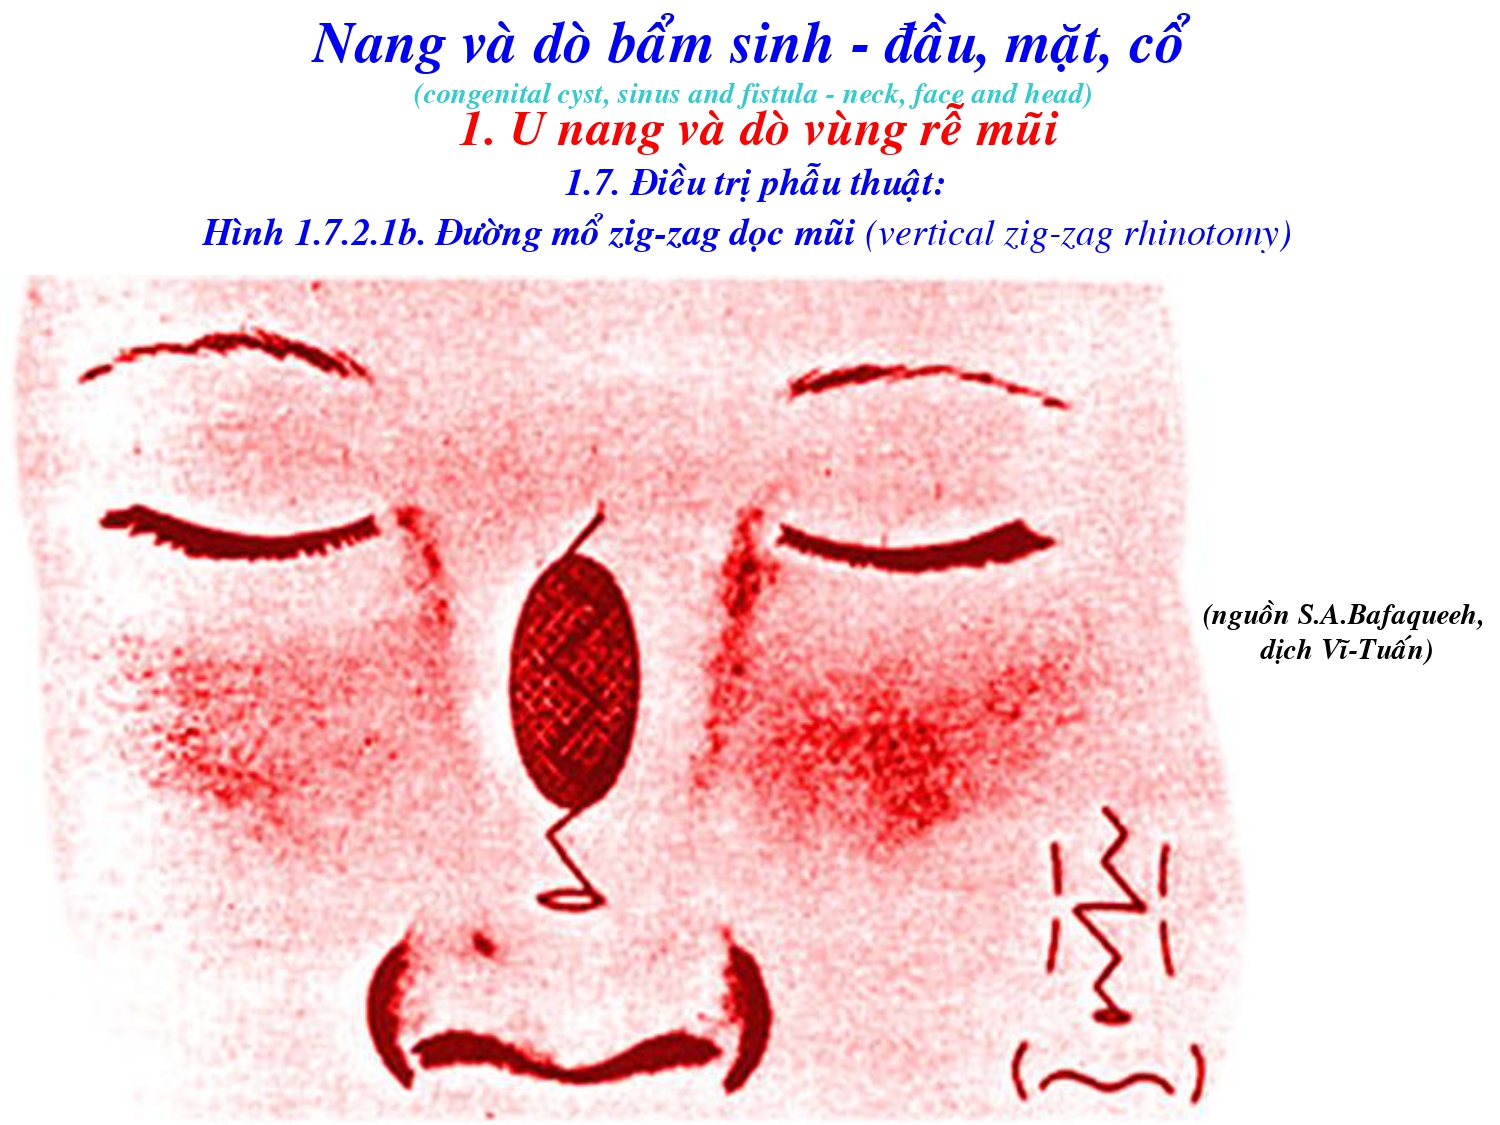 Nang và dò bẩm sinh - đầu, mặt, cổ
(congenital cyst, sinus and fistula - neck, face and head)
1. U nang và dò vùng rễ mũi
1.7. Điều trị phẫu thuật:
Hình 1.7.2.1b. Đường mổ zig-zag dọc mũi (vertical zig-zag rhinotomy)
(nguồn S.A.Bafaqueeh,
dịch Vĩ-Tuấn)